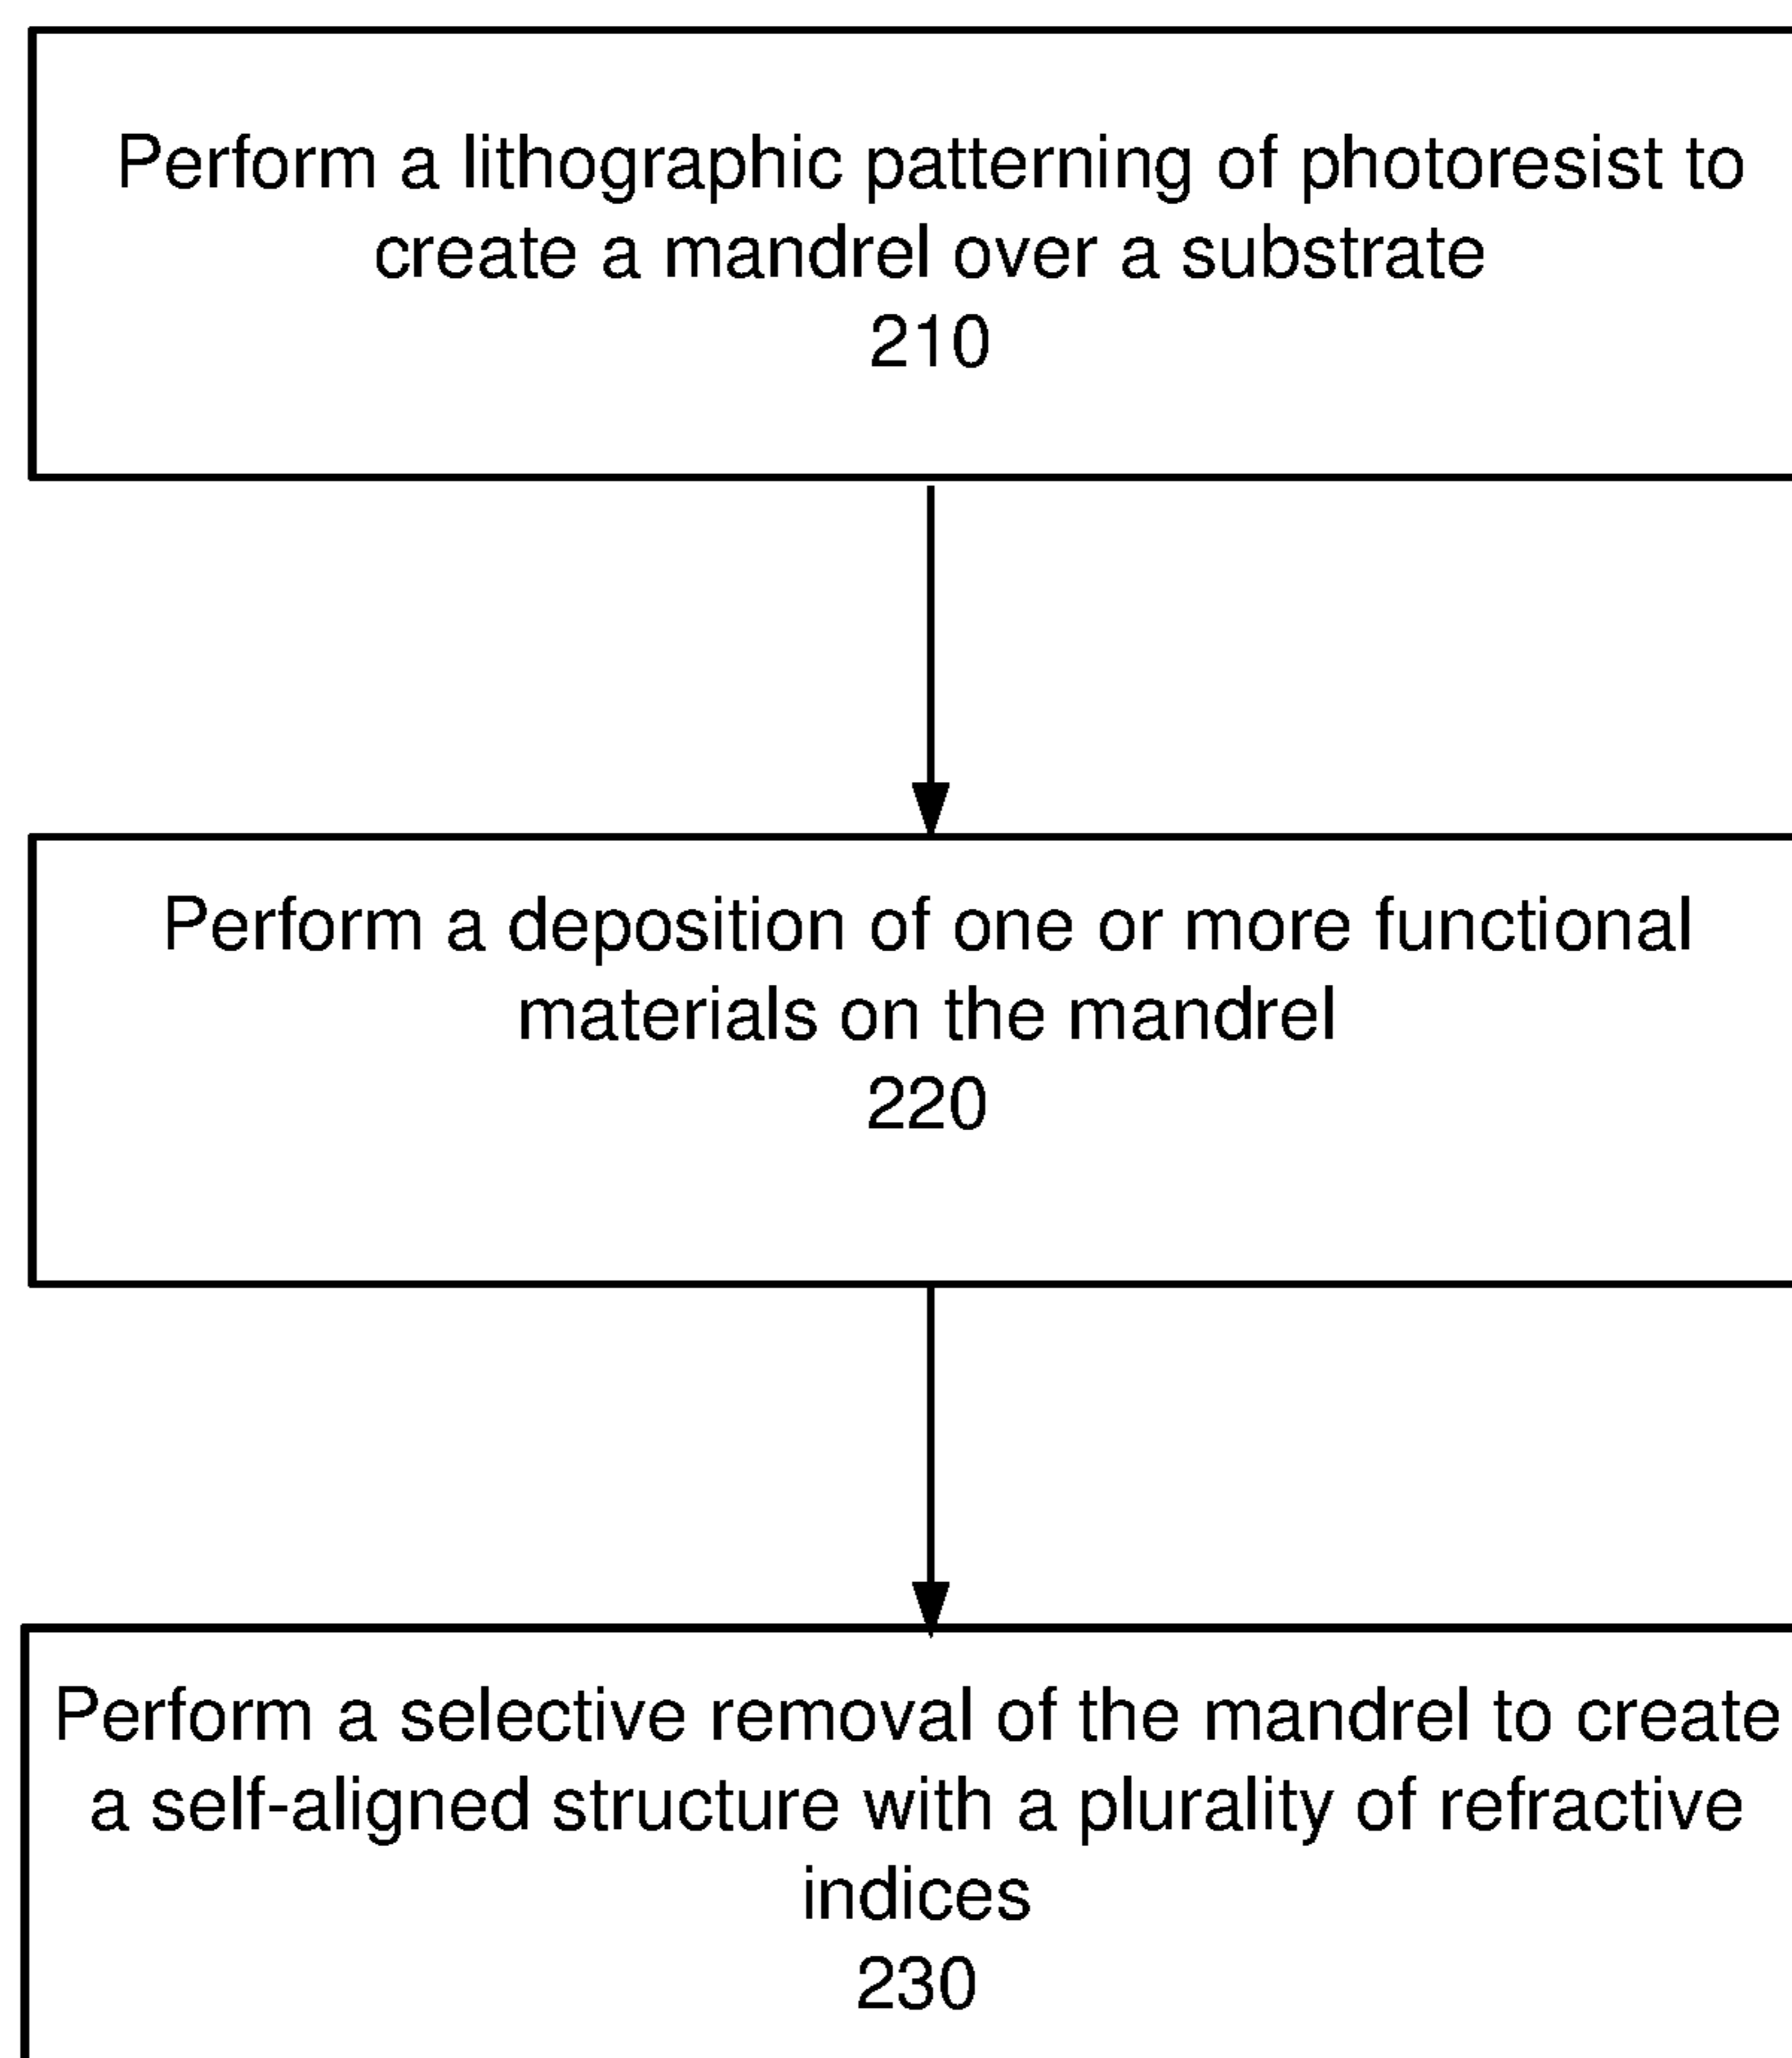 Perform a lithographic patterning of photoresist to
create a mandrel over a substrate
210
Perform a deposition of one or more functional
materials on the mandrel
220
Perform a selective removal of the mandrel to create
a self-aligned structure with a plurality of refractive
indices
230